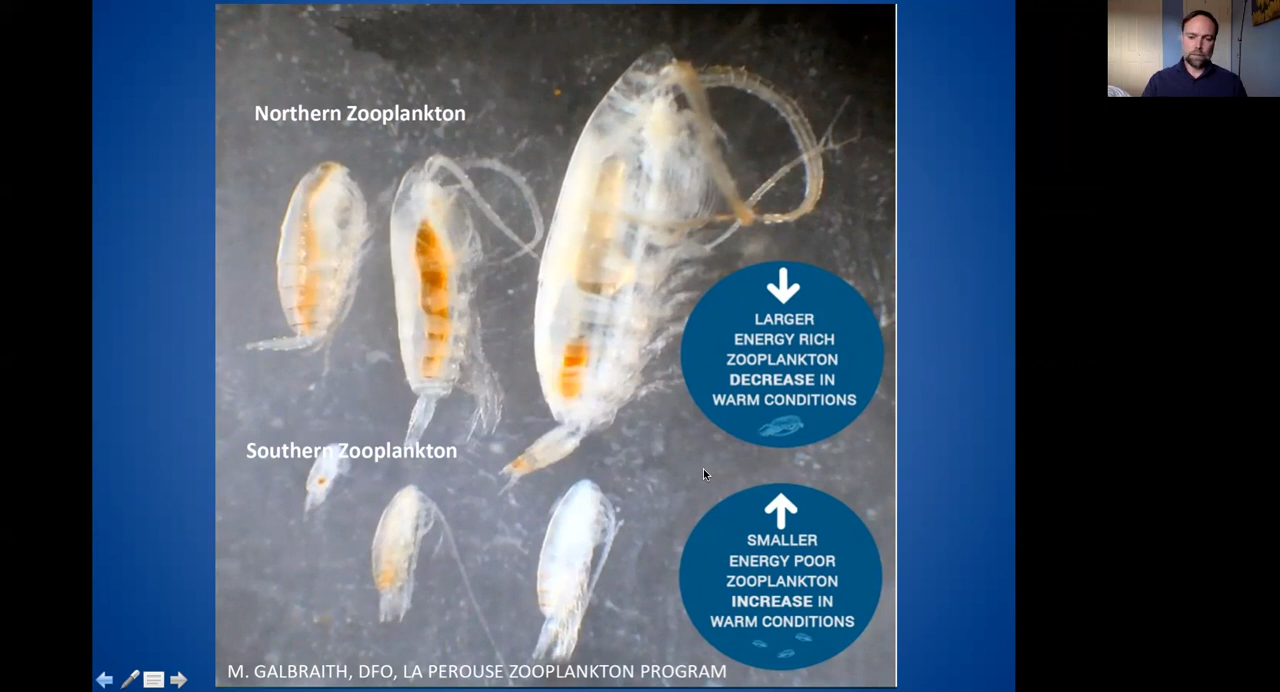 Northern Zooplankton
LARGER
ENERGY RICH
ZOOPLANKTON
DECREASE IN
WARM CONDITIONS
Southern Zooplankton
SMALLER
ENERGY POOR
ZOOPLANKTON
INCREASE IN
WARM CONDITIONS
M. GALBRAITH, DFO, LA PEROUSE ZOOPLANKTON PROGRAM